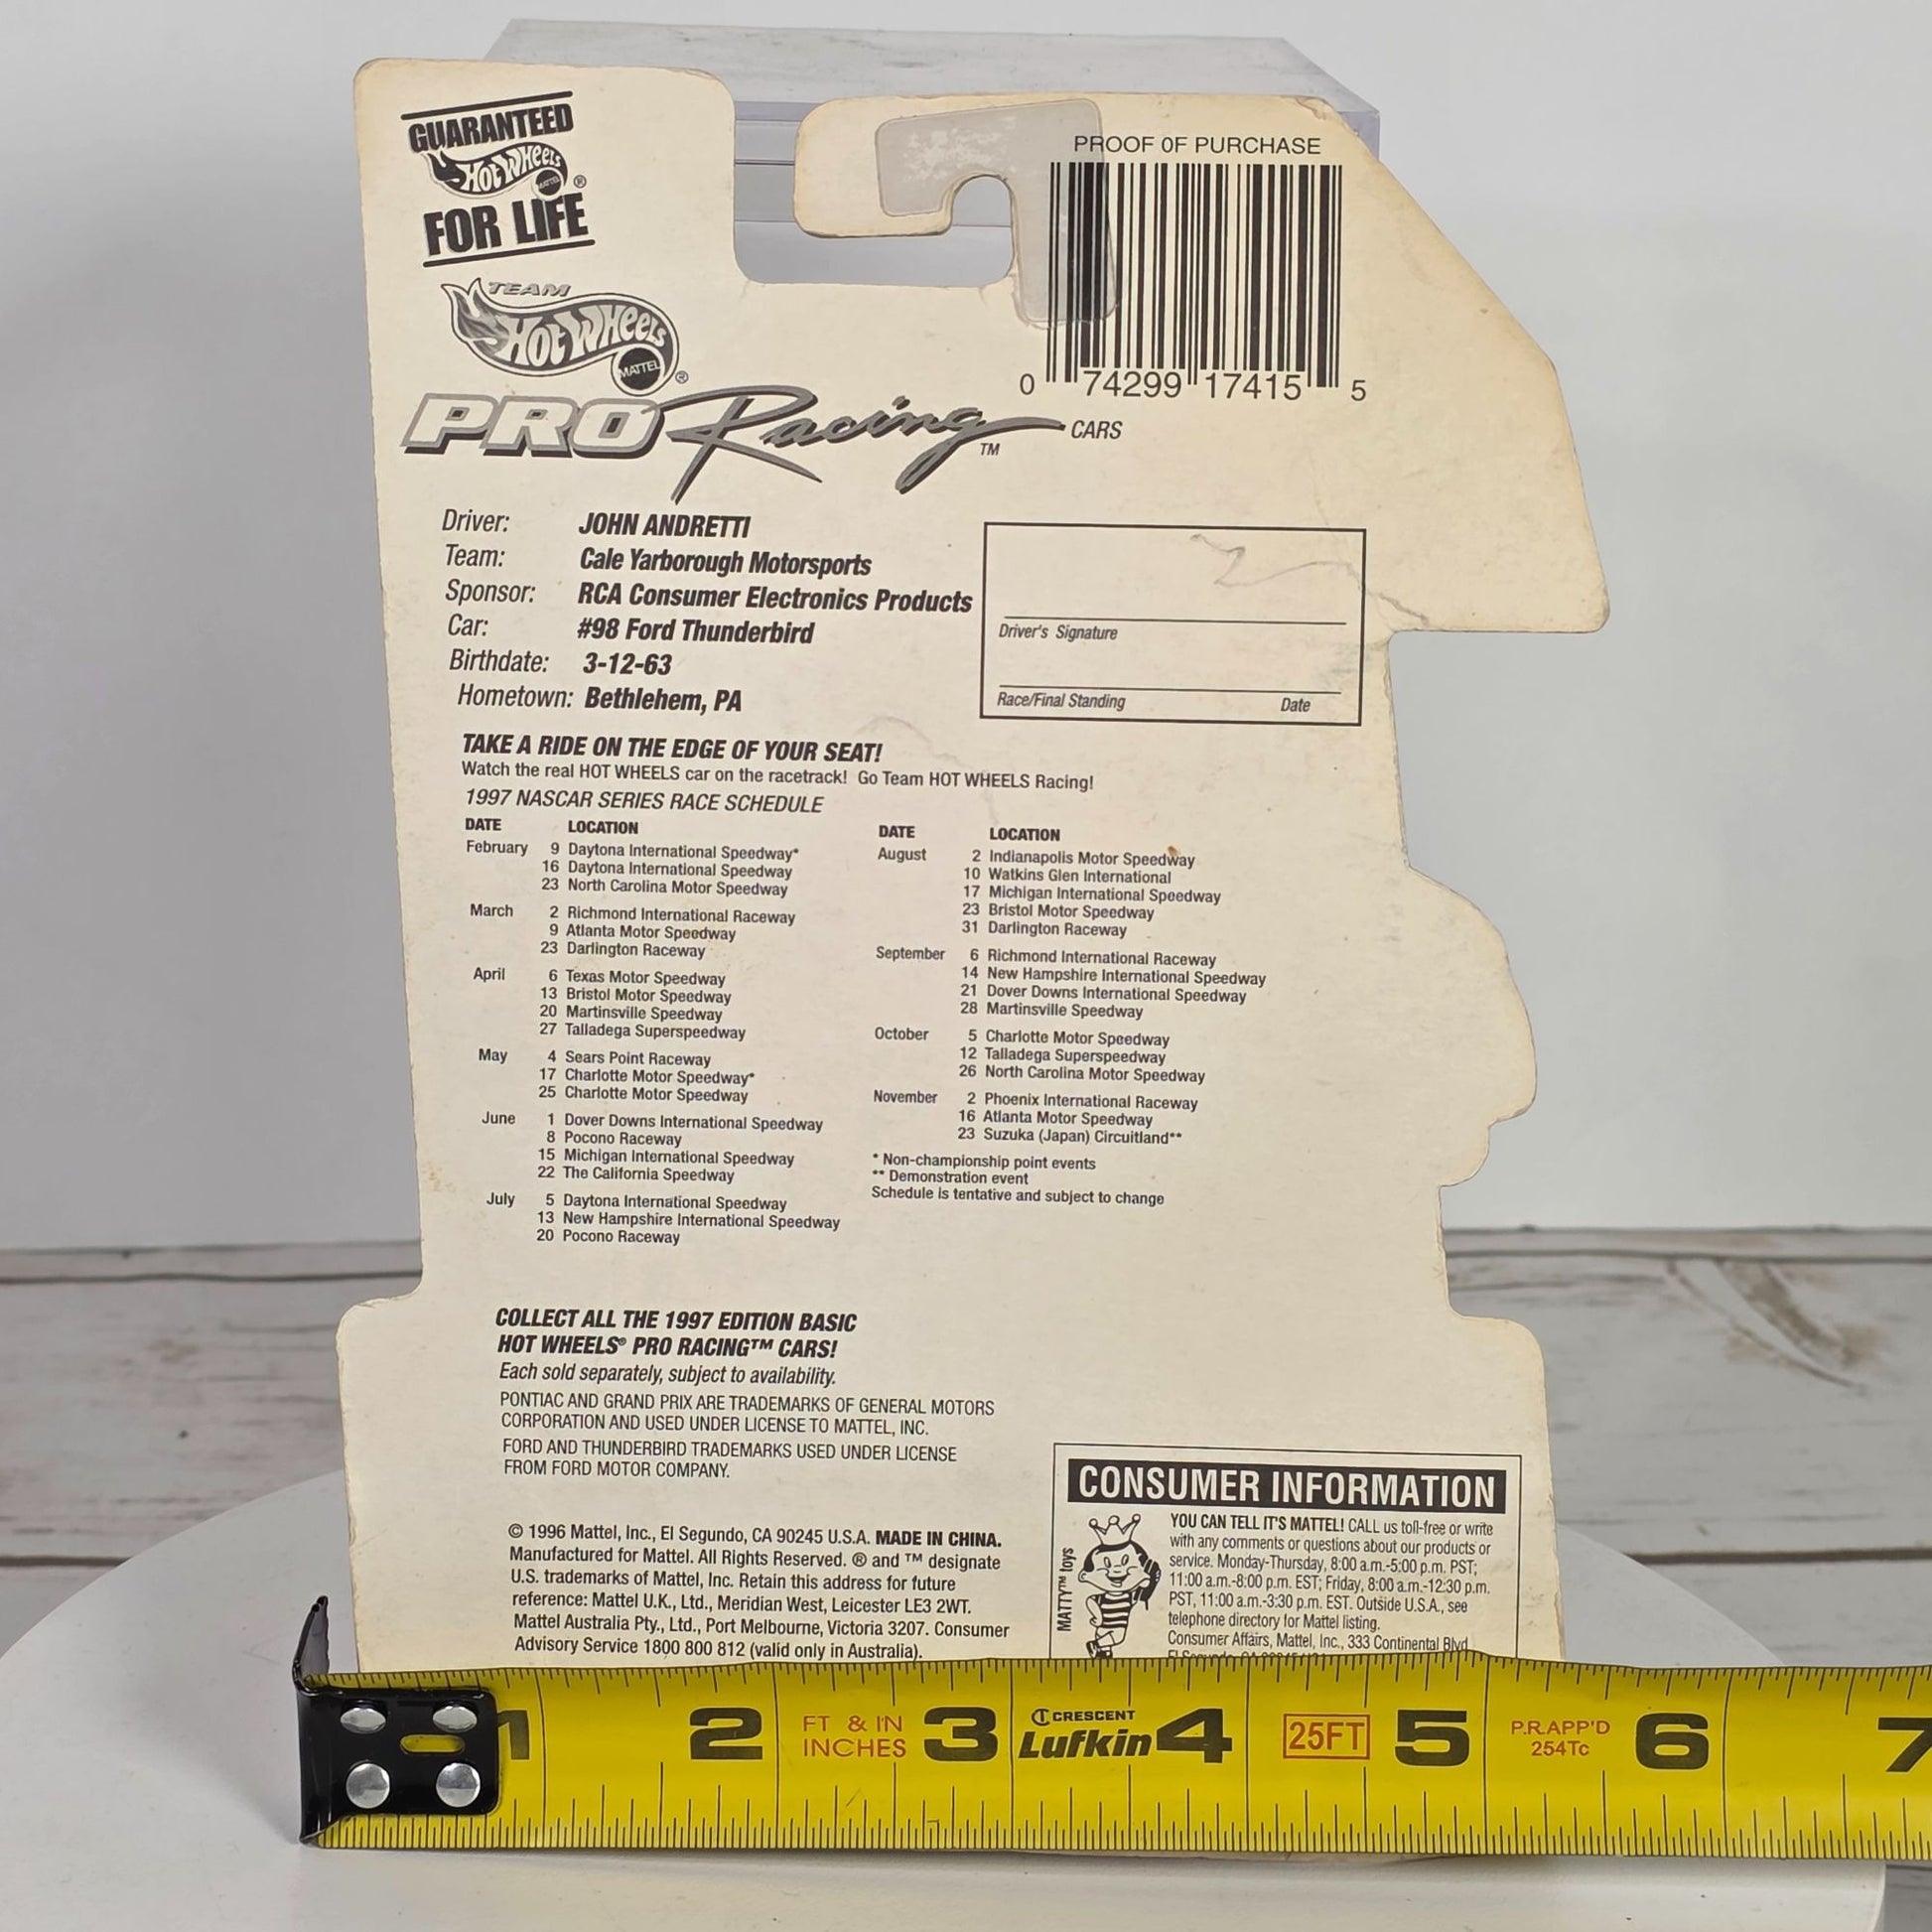 GUARANTEED
Hot Wheels
MATTEL ®
FOR LIFE
PROOF OF PURCHASE
0 74299 17415 5
TEAM
Hot Wheels
MATTEL ®
PRO Racing™ CARS
Driver: JOHN ANDRETTI
Team: Cale Yarborough Motorsports
Sponsor: RCA Consumer Electronics Products
Car: #98 Ford Thunderbird
Birthdate: 3-12-63
Hometown: Bethlehem, PA
Driver's Signature
Race/Final Standing Date
TAKE A RIDE ON THE EDGE OF YOUR SEAT!
Watch the real HOT WHEELS car on the racetrack! Go Team HOT WHEELS Racing!
1997 NASCAR SERIES RACE SCHEDULE
DATE LOCATION
February 9 Daytona International Speedway*
16 Daytona International Speedway
23 North Carolina Motor Speedway
March 2 Richmond International Raceway
9 Atlanta Motor Speedway
23 Darlington Raceway
April 6 Texas Motor Speedway
13 Bristol Motor Speedway
20 Martinsville Speedway
27 Talladega Superspeedway
May 4 Sears Point Raceway
17 Charlotte Motor Speedway*
25 Charlotte Motor Speedway
June 1 Dover Downs International Speedway
8 Pocono Raceway
15 Michigan International Speedway
22 The California Speedway
July 5 Daytona International Speedway
13 New Hampshire International Speedway
20 Pocono Raceway
DATE LOCATION
August 2 Indianapolis Motor Speedway
10 Watkins Glen International
17 Michigan International Speedway
23 Bristol Motor Speedway
31 Darlington Raceway
September 6 Richmond International Raceway
14 New Hampshire International Speedway
21 Dover Downs International Speedway
28 Martinsville Speedway
October 5 Charlotte Motor Speedway
12 Talladega Superspeedway
26 North Carolina Motor Speedway
November 2 Phoenix International Raceway
16 Atlanta Motor Speedway
23 Suzuka (Japan) Circuitland**
* Non-championship point events
** Demonstration event
Schedule is tentative and subject to change
COLLECT ALL THE 1997 EDITION BASIC
HOT WHEELS® PRO RACING™ CARS!
Each sold separately, subject to availability.
PONTIAC AND GRAND PRIX ARE TRADEMARKS OF GENERAL MOTORS
CORPORATION AND USED UNDER LICENSE TO MATTEL, INC.
FORD AND THUNDERBIRD TRADEMARKS USED UNDER LICENSE
FROM FORD MOTOR COMPANY.
© 1996 Mattel, Inc., El Segundo, CA 90245 U.S.A. MADE IN CHINA.
Manufactured for Mattel. All Rights Reserved. ® and ™ designate
U.S. trademarks of Mattel, Inc. Retain this address for future
reference: Mattel U.K., Ltd., Meridian West, Leicester LE3 2WT.
Mattel Australia Pty., Ltd., Port Melbourne, Victoria 3207. Consumer
Advisory Service 1800 800 812 (valid only in Australia).
CONSUMER INFORMATION
MATTY™ toys
YOU CAN TELL IT'S MATTEL! CALL us toll-free or write
with any comments or questions about our products or
service. Monday-Thursday, 8:00 a.m.-5:00 p.m. PST;
11:00 a.m.-8:00 p.m. EST; Friday, 8:00 a.m.-12:30 p.m.
PST, 11:00 a.m.-3:30 p.m. EST. Outside U.S.A., see
telephone directory for Mattel listing.
Consumer Affairs, Mattel, Inc., 333 Continental Blvd
1 2 FT & IN 3 CRESCENT 4 25FT 5 P.R.APP'D 6 7
INCHES Lufkin 254Tc